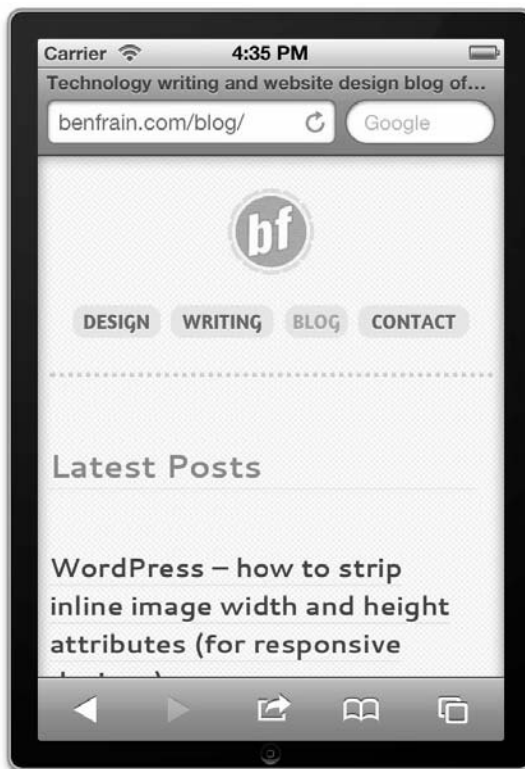 Carrier 4:35 PM
Technology writing and website design blog of...
benfrain.com/blog/ Google
bf
DESIGN WRITING BLOG CONTACT
Latest Posts
WordPress – how to strip
inline image width and height
attributes (for responsive